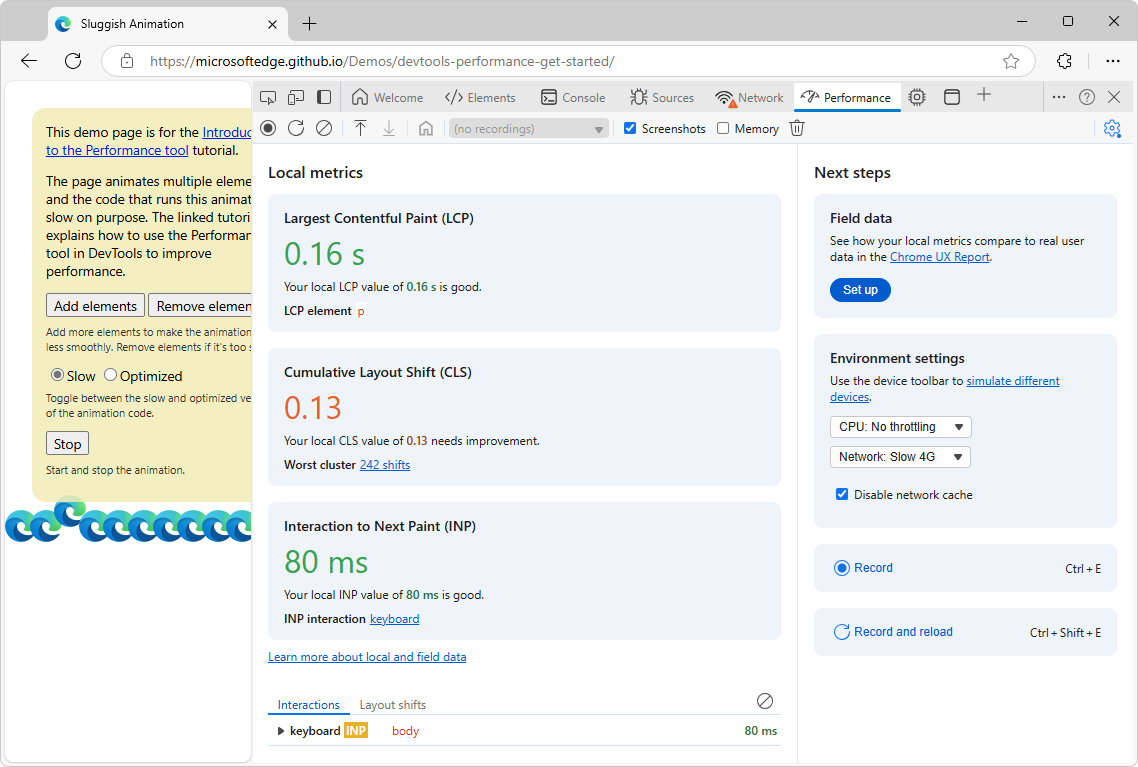 Sluggish Animation
https://microsoftedge.github.io/Demos/devtools-performance-get-started/
This demo page is for the Introduc
to the Performance tool tutorial.
The page animates multiple eleme
and the code that runs this animat
slow on purpose. The linked tutori
explains how to use the Performan
tool in DevTools to improve
performance.
Add elements Remove elemen
Add more elements to make the animation
less smoothly. Remove elements if it's too s
Slow Optimized
Toggle between the slow and optimized ve
of the animation code.
Stop
Start and stop the animation.
Welcome Elements Console Sources Network Performance
(no recordings) Screenshots Memory
Local metrics
Largest Contentful Paint (LCP)
0.16 s
Your local LCP value of 0.16 s is good.
LCP element p
Cumulative Layout Shift (CLS)
0.13
Your local CLS value of 0.13 needs improvement.
Worst cluster 242 shifts
Interaction to Next Paint (INP)
80 ms
Your local INP value of 80 ms is good.
INP interaction keyboard
Learn more about local and field data
Interactions Layout shifts
keyboard INP body 80 ms
Next steps
Field data
See how your local metrics compare to real user
data in the Chrome UX Report.
Set up
Environment settings
Use the device toolbar to simulate different
devices.
CPU: No throttling
Network: Slow 4G
Disable network cache
Record Ctrl + E
Record and reload Ctrl + Shift + E